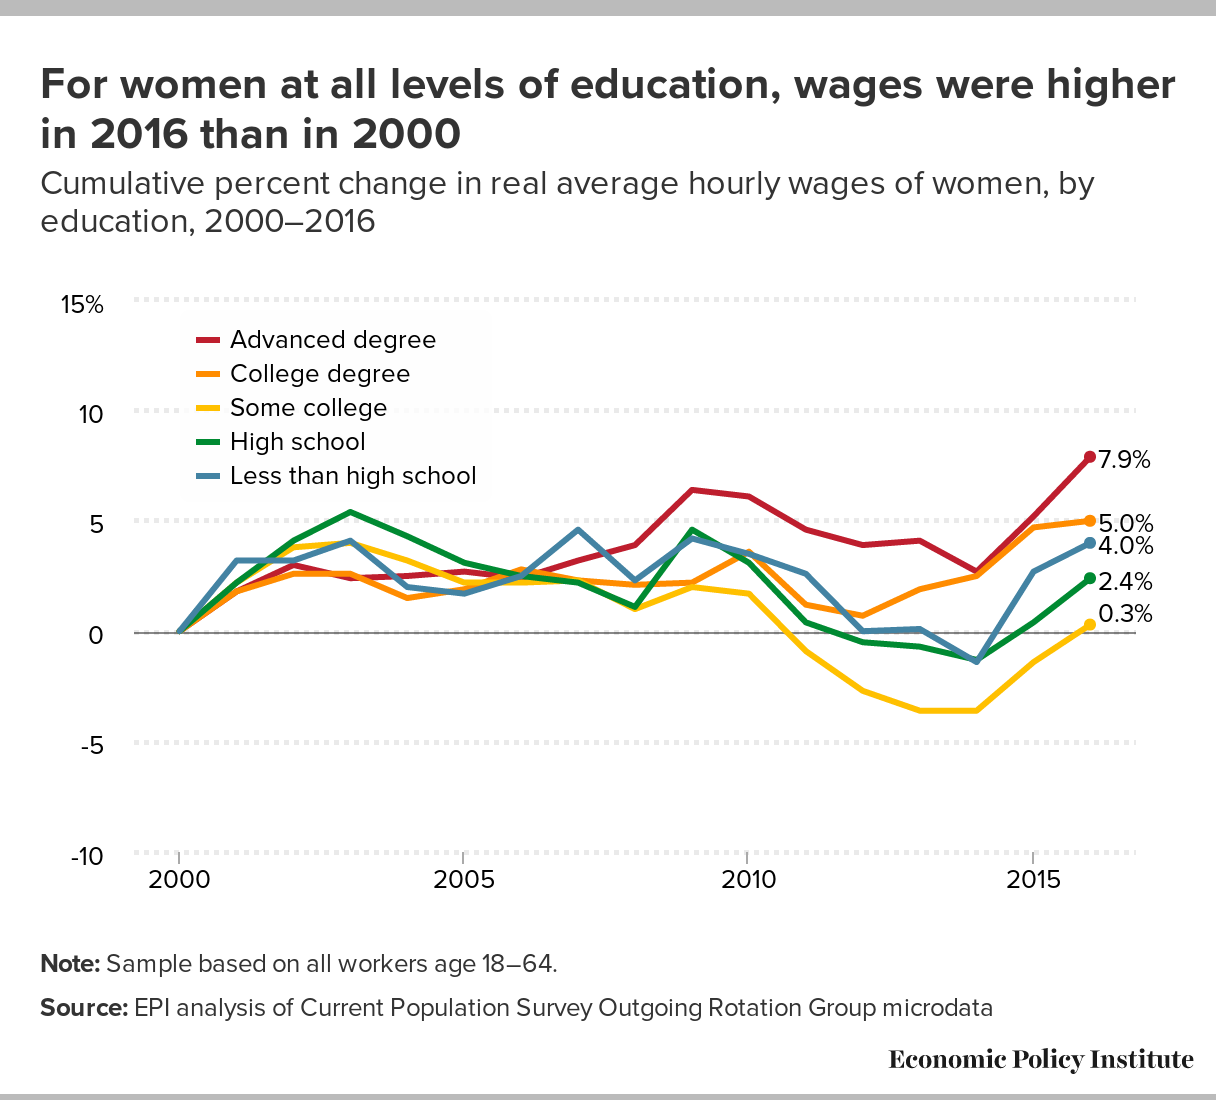 For women at all levels of education, wages were higher
in 2016 than in 2000
Cumulative percent change in real average hourly wages of women, by
education, 2000–2016
15%
Advanced degree
College degree
10
Some college
High school
Less than high school
7.9%
5
5.0%
4.0%
2.4%
0.3%
0
-5
-10
2000 2005 2010 2015
Note: Sample based on all workers age 18–64.
Source: EPI analysis of Current Population Survey Outgoing Rotation Group microdata
Economic Policy Institute